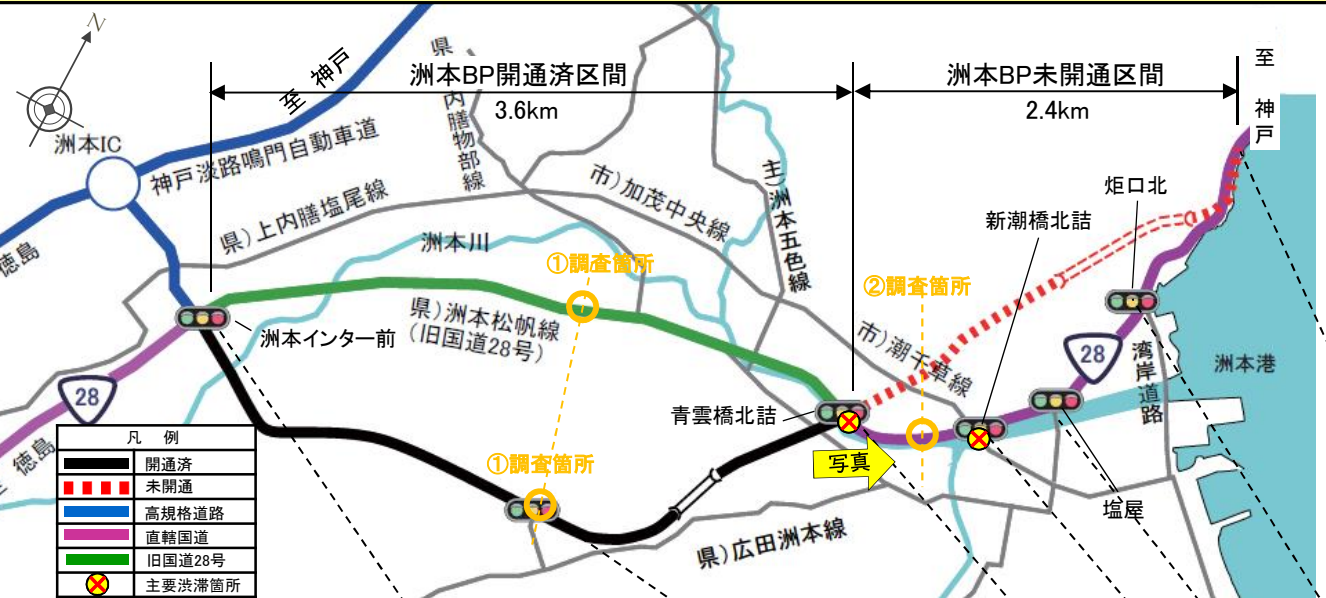 N
洲本BP開通済区間
3.6km
洲本BP未開通区間
2.4km
至 神戸
至 神戸
洲本IC
神戸淡路鳴門自動車道
県)内膳物部線
県)上内膳塩尾線
市)加茂中央線
主)洲本五色線
洲本川
炬口北
新潮橋北詰
①調査箇所
②調査箇所
徳島
洲本インター前
県)洲本松帆線
(旧国道28号)
市)潮千草線
28
湾岸道路
洲本港
28
青雲橋北詰
写真
塩屋
①調査箇所
県)広田洲本線
徳島
凡 例
開通済
未開通
高規格道路
直轄国道
旧国道28号
主要渋滞箇所